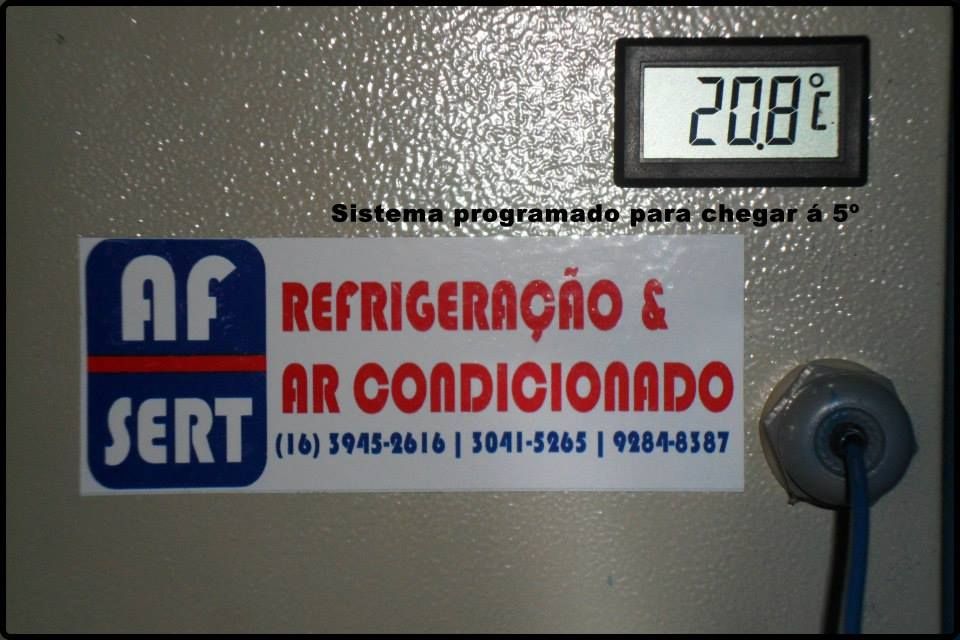 20.8°C
Sistema programado para chegar á 5º
AF
SERT
REFRIGERAÇÃO &
AR CONDICIONADO
(16) 3945-2616 | 3041-5265 | 9284-8387